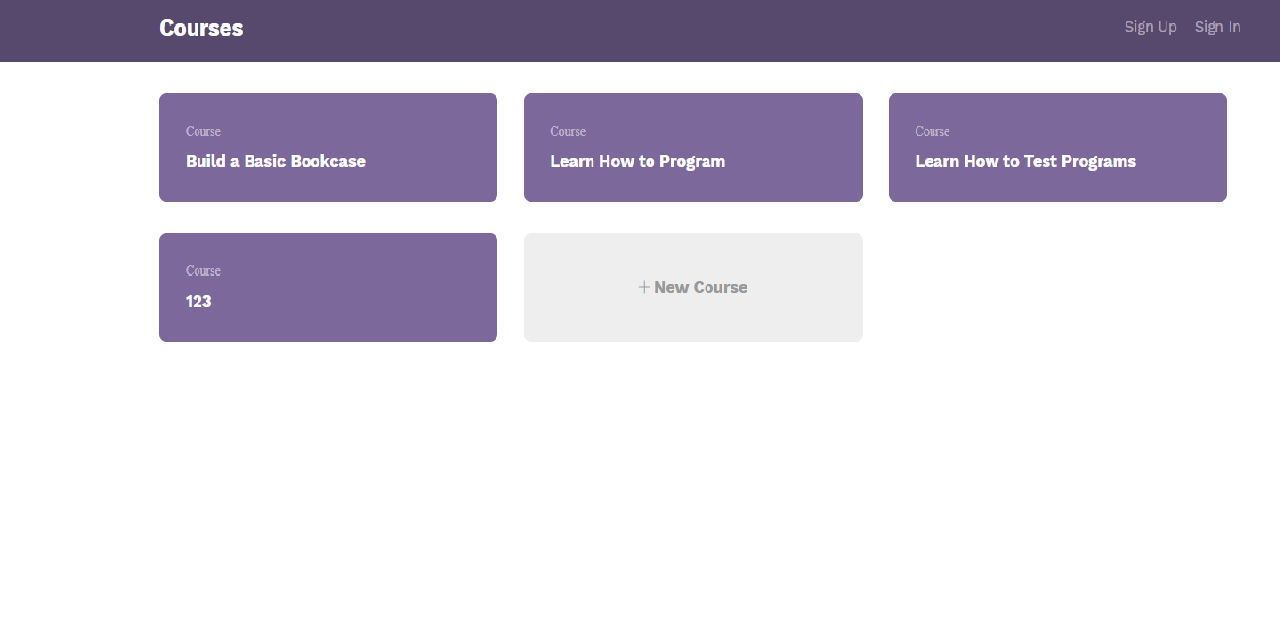 Courses
Sign Up Sign In
Course
Build a Basic Bookcase
Course
Learn How to Program
Course
Learn How to Test Programs
Course
123
+ New Course